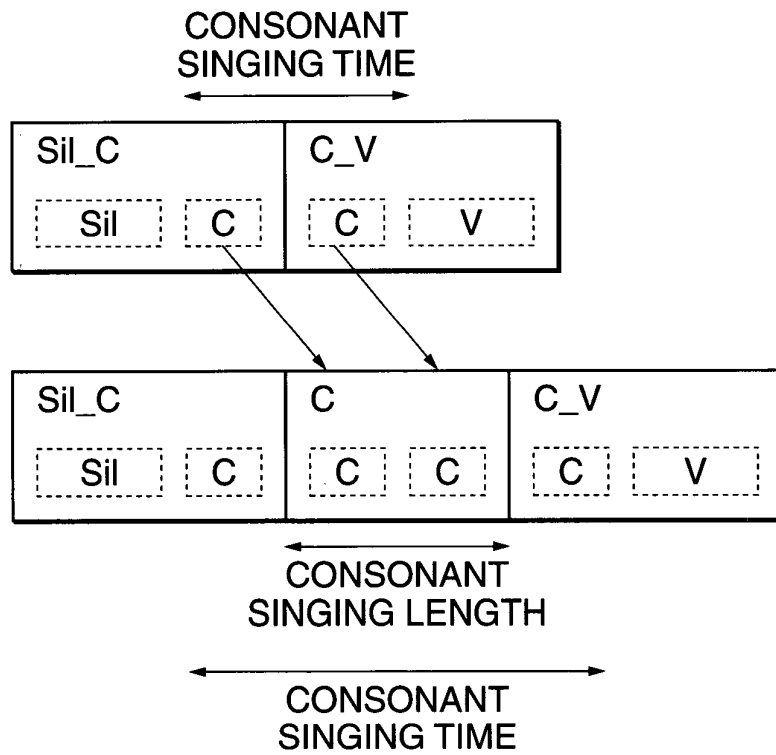 CONSONANT
SINGING TIME
Sil_C C_V
Sil C C V
Sil_C C C_V
Sil C C C C V
CONSONANT
SINGING LENGTH
CONSONANT
SINGING TIME